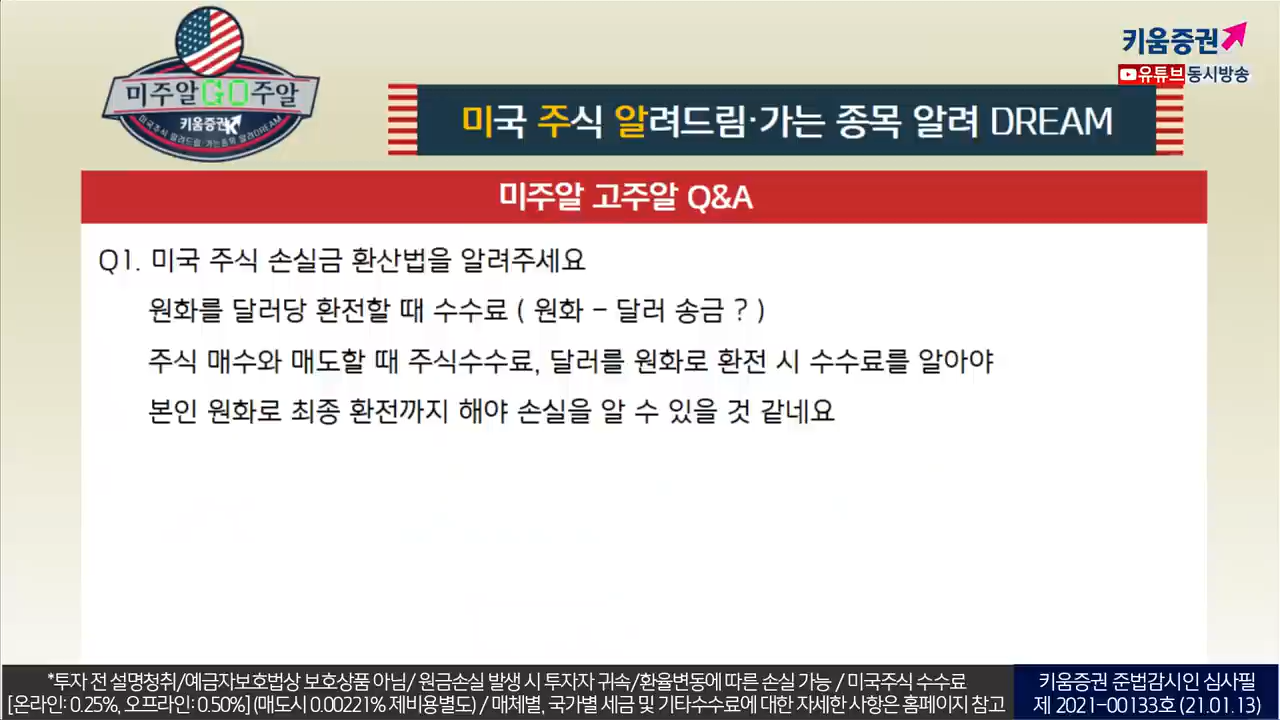 미주알GO주알
키움증권
미국주식 알려드림·가는종목 알려DREAM
키움증권
유튜브 동시방송
미국 주식 알려드림·가는 종목 알려 DREAM
미주알 고주알 Q&A
Q1. 미국 주식 손실금 환산법을 알려주세요
원화를 달러당 환전할 때 수수료 ( 원화 – 달러 송금 ? )
주식 매수와 매도할 때 주식수수료, 달러를 원화로 환전 시 수수료를 알아야
본인 원화로 최종 환전까지 해야 손실을 알 수 있을 것 같네요
*투자 전 설명청취/예금자보호법상 보호상품 아님/ 원금손실 발생 시 투자자 귀속/환율변동에 따른 손실 가능 / 미국주식 수수료
[온라인: 0.25%, 오프라인: 0.50%] (매도시 0.00221% 제비용별도) / 매체별, 국가별 세금 및 기타수수료에 대한 자세한 사항은 홈페이지 참고
키움증권 준법감시인 심사필
제 2021-00133호 (21.01.13)